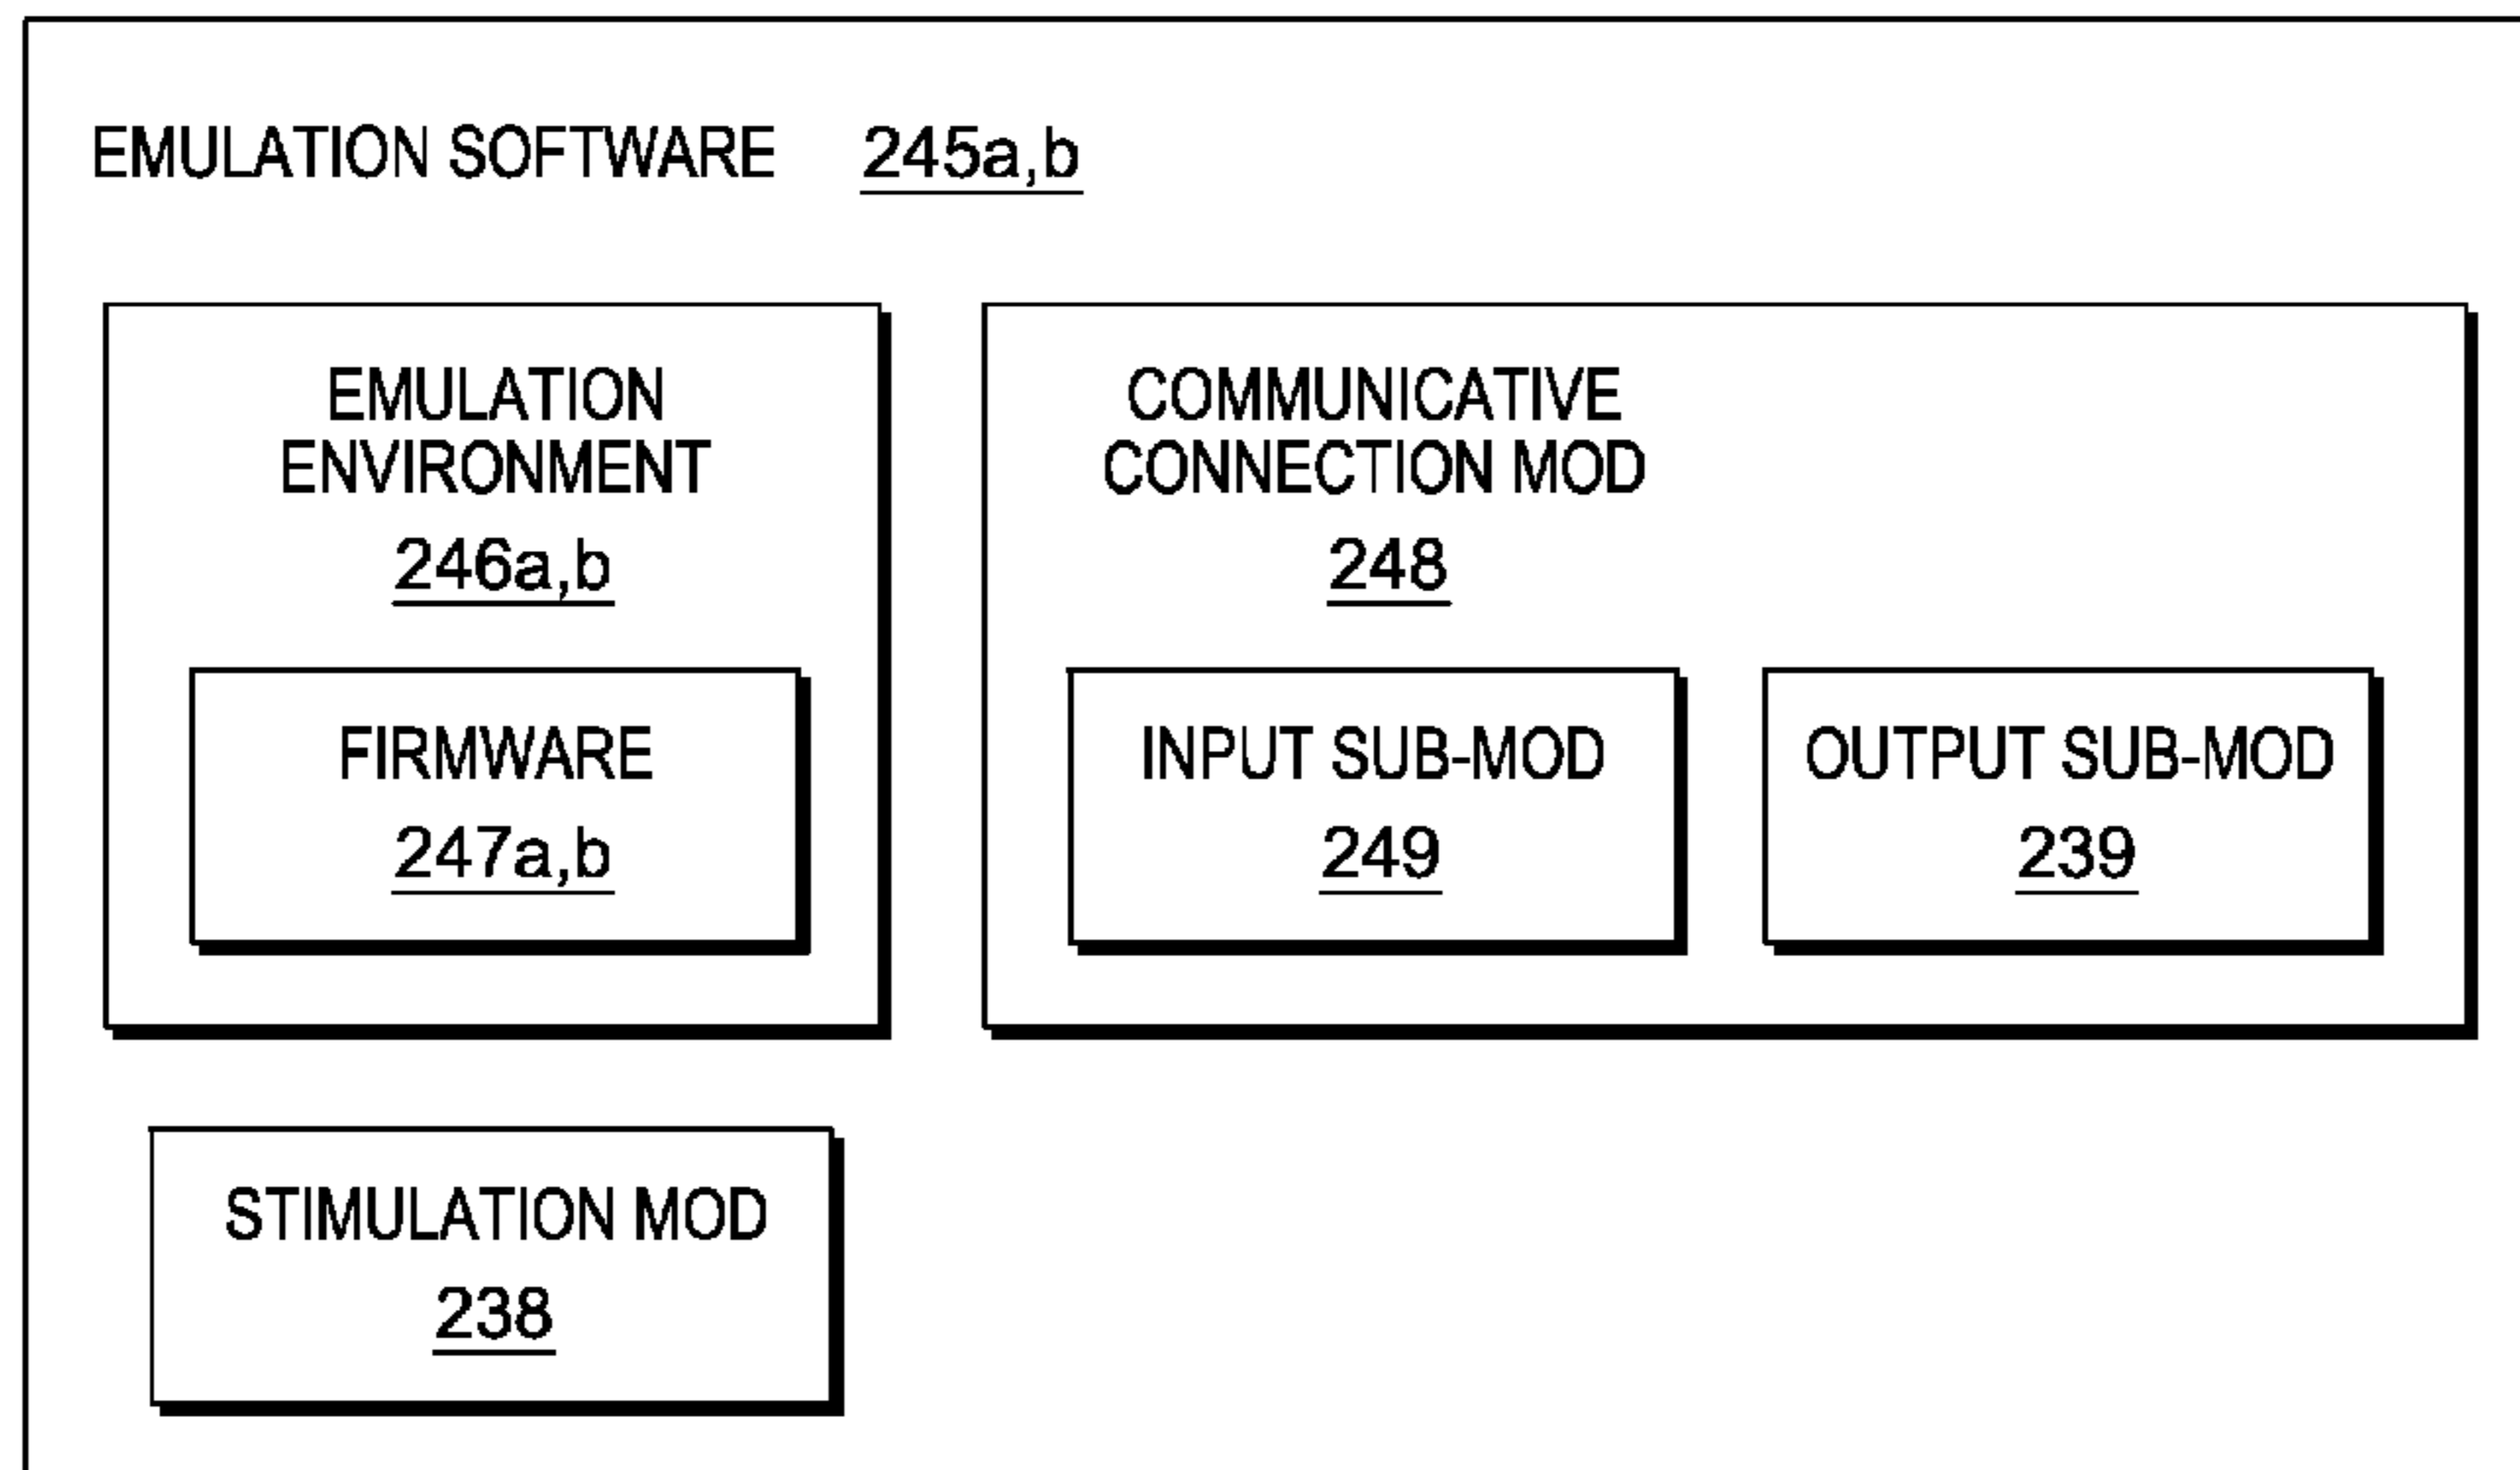 EMULATION SOFTWARE 245a,b
EMULATION
ENVIRONMENT
246a,b
FIRMWARE
247a,b
COMMUNICATIVE
CONNECTION MOD
248
INPUT SUB-MOD
249
OUTPUT SUB-MOD
239
STIMULATION MOD
238